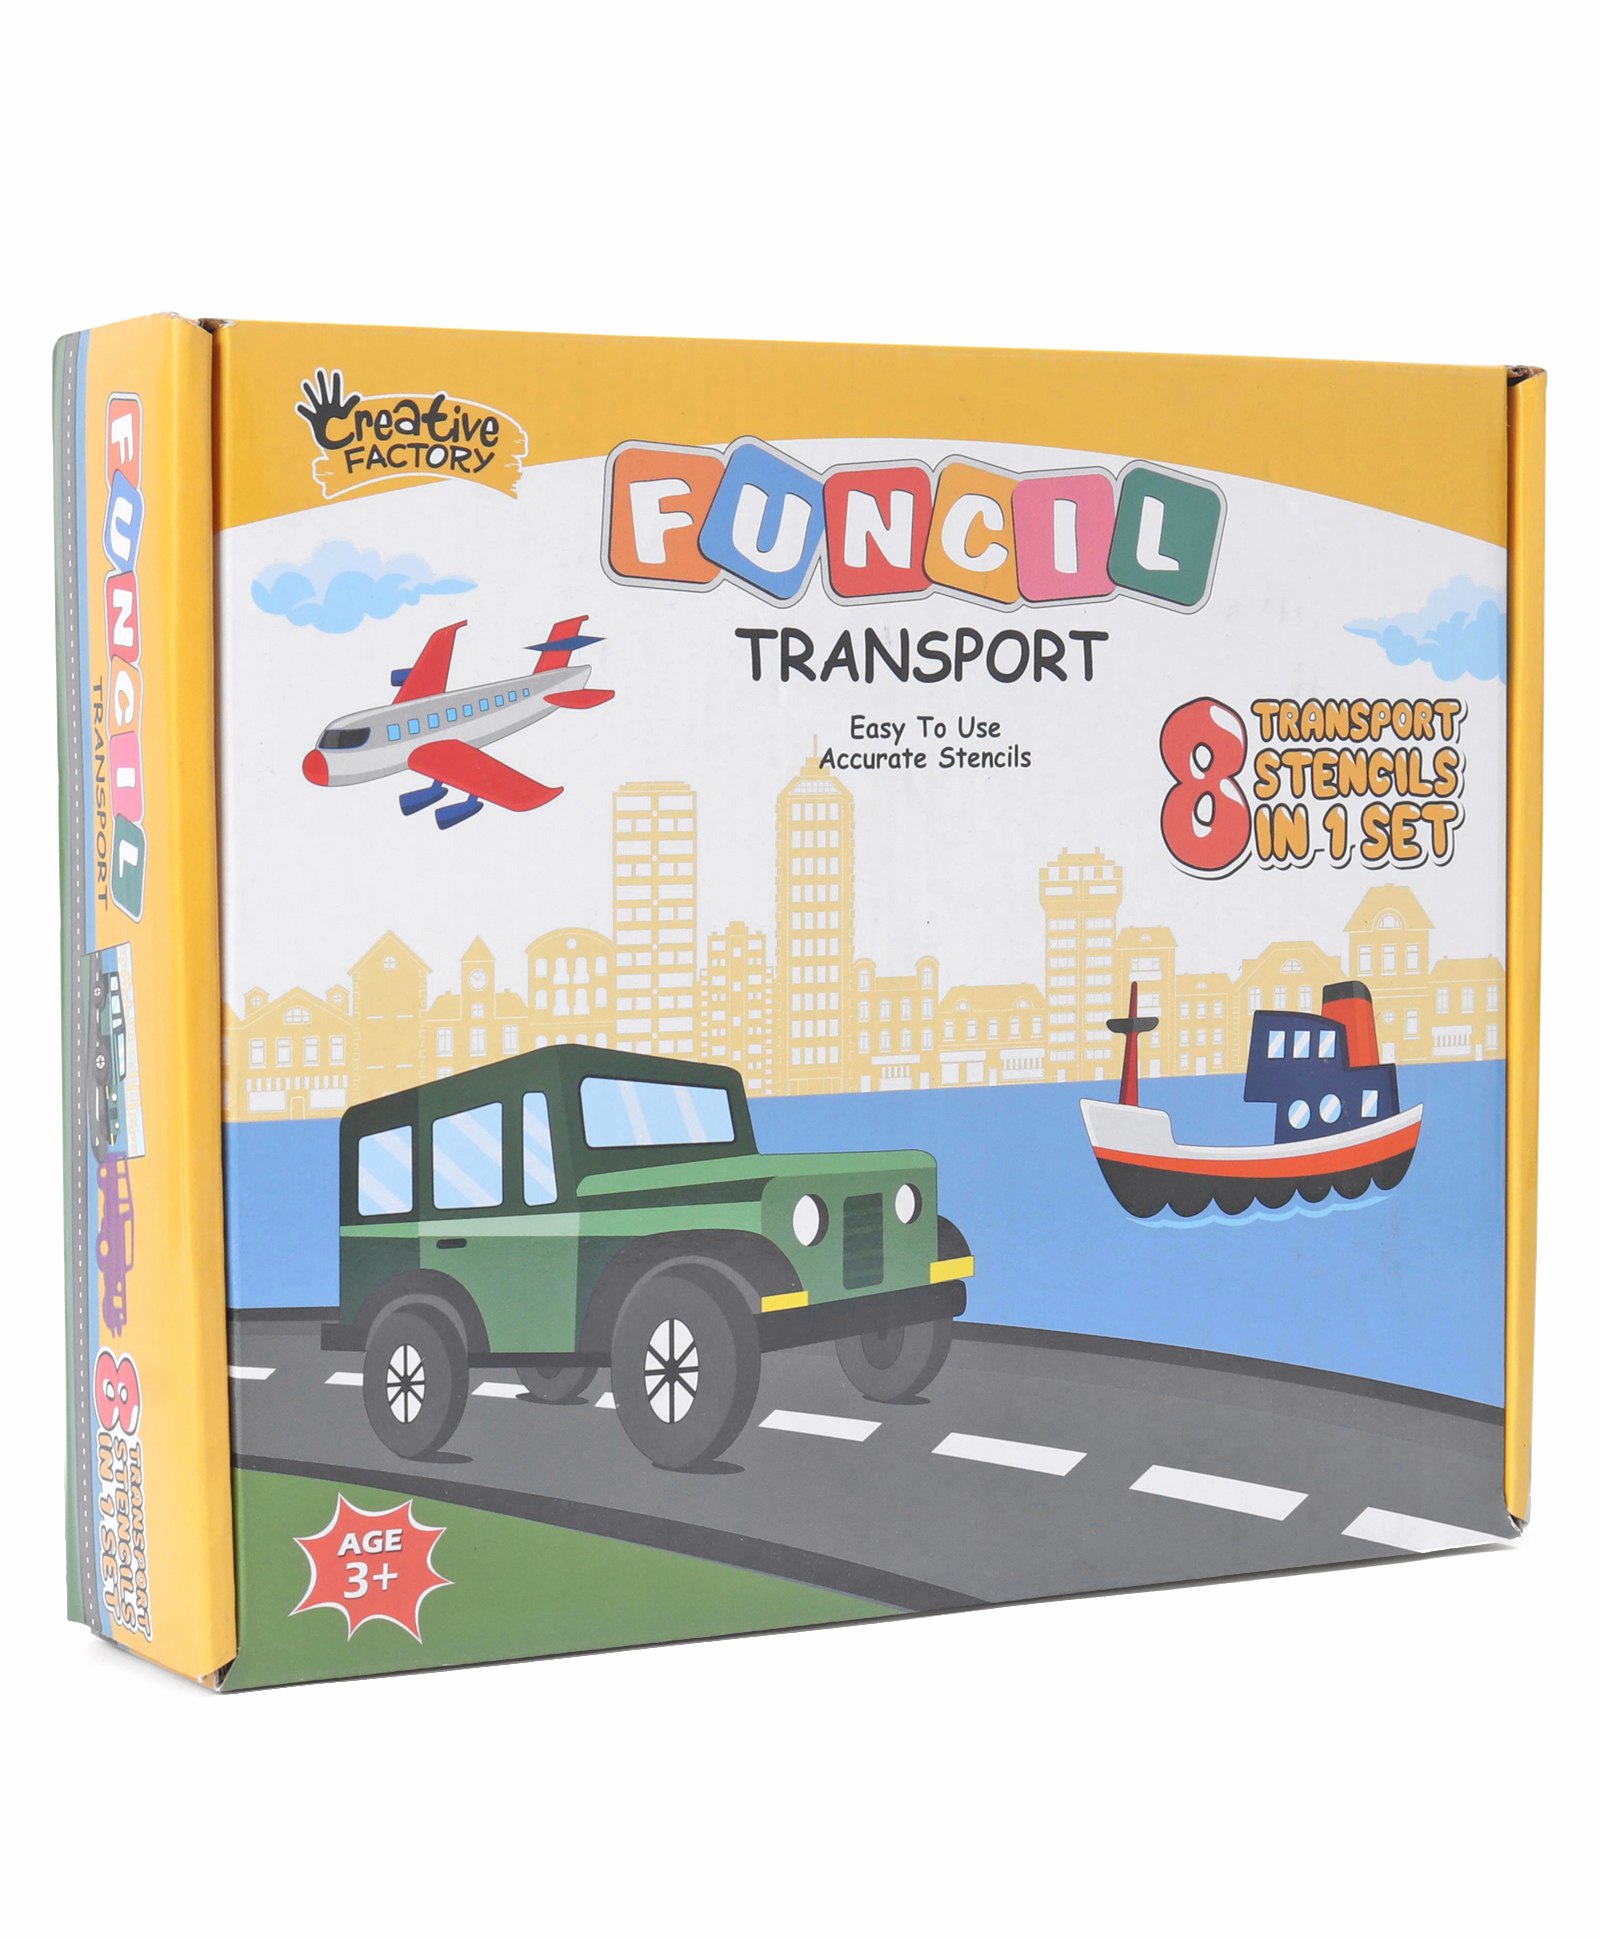 Creative
FACTORY
FUNCIL
TRANSPORT
Easy To Use
Accurate Stencils
8 TRANSPORT
STENCILS
IN 1 SET
AGE
3+
FUNCIL
TRANSPORT
8 TRANSPORT
STENCILS
IN 1 SET